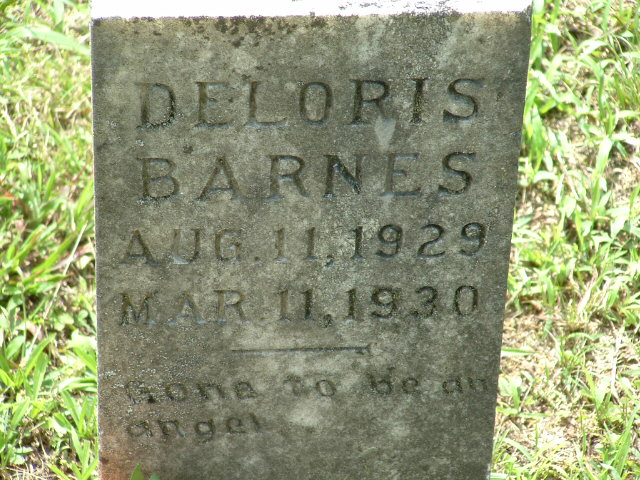 DELORIS
BARNES
AUG. 11, 1929
MAR. 11, 1930
Gone to be an
angel